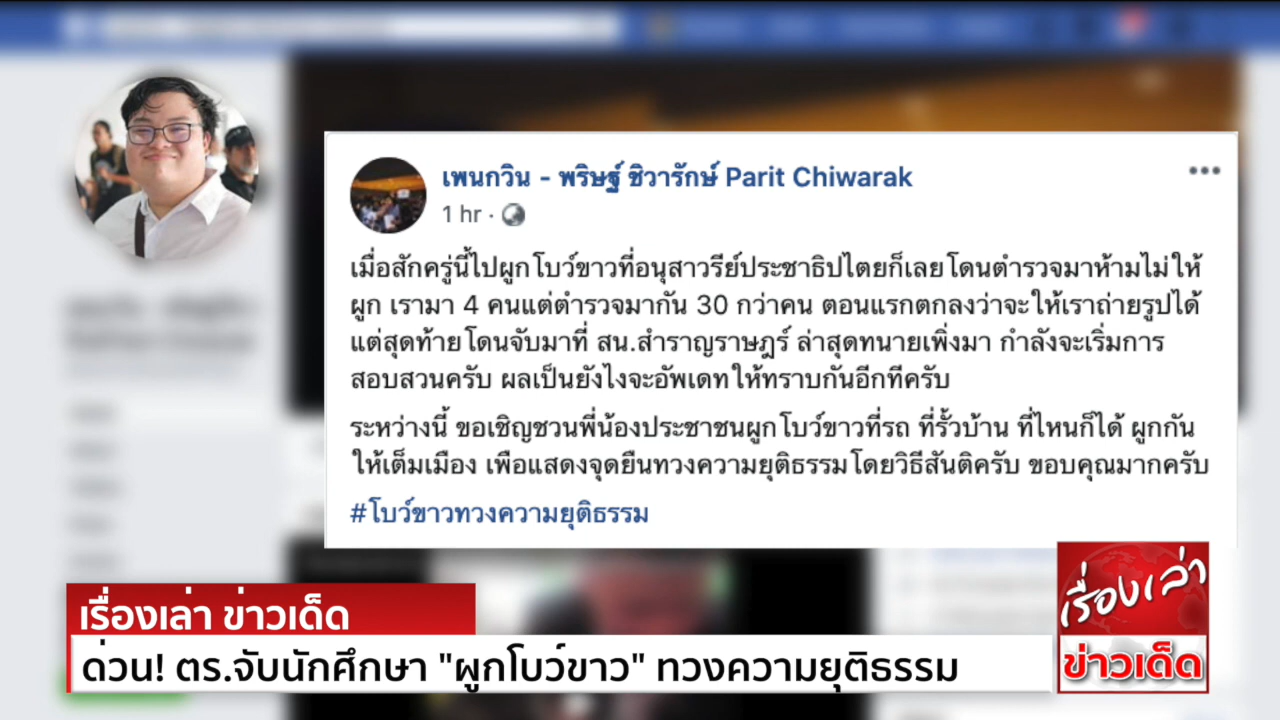 เพนกวิน - พริษฐ์ ชิวารักษ์ Parit Chiwarak
1 hr ·
เมื่อสักครู่นี้ไปผูกโบว์ขาวที่อนุสาวรีย์ประชาธิปไตยก็เลยโดนตำรวจมาห้ามไม่ให้
ผูก เรามา 4 คนแต่ตำรวจมากัน 30 กว่าคน ตอนแรกตกลงว่าจะให้เราถ่ายรูปได้
แต่สุดท้ายโดนจับมาที่ สน.สำราญราษฎร์ ล่าสุดทนายเพิ่งมา กำลังจะเริ่มการ
สอบสวนครับ ผลเป็นยังไงจะอัพเดทให้ทราบกันอีกทีครับ
ระหว่างนี้ ขอเชิญชวนพี่น้องประชาชนผูกโบว์ขาวที่รถ ที่รั้วบ้าน ที่ไหนก็ได้ ผูกกัน
ให้เต็มเมือง เพือแสดงจุดยืนทวงความยุติธรรมโดยวิธีสันติครับ ขอบคุณมากครับ
#โบว์ขาวทวงความยุติธรรม
เรื่องเล่า ข่าวเด็ด
ด่วน! ตร.จับนักศึกษา "ผูกโบว์ขาว" ทวงความยุติธรรม
เรื่องเล่า
ข่าวเด็ด